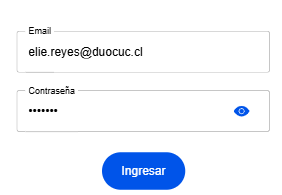 Email
elie.reyes@duocuc.cl
Contraseña
•••••••
Ingresar